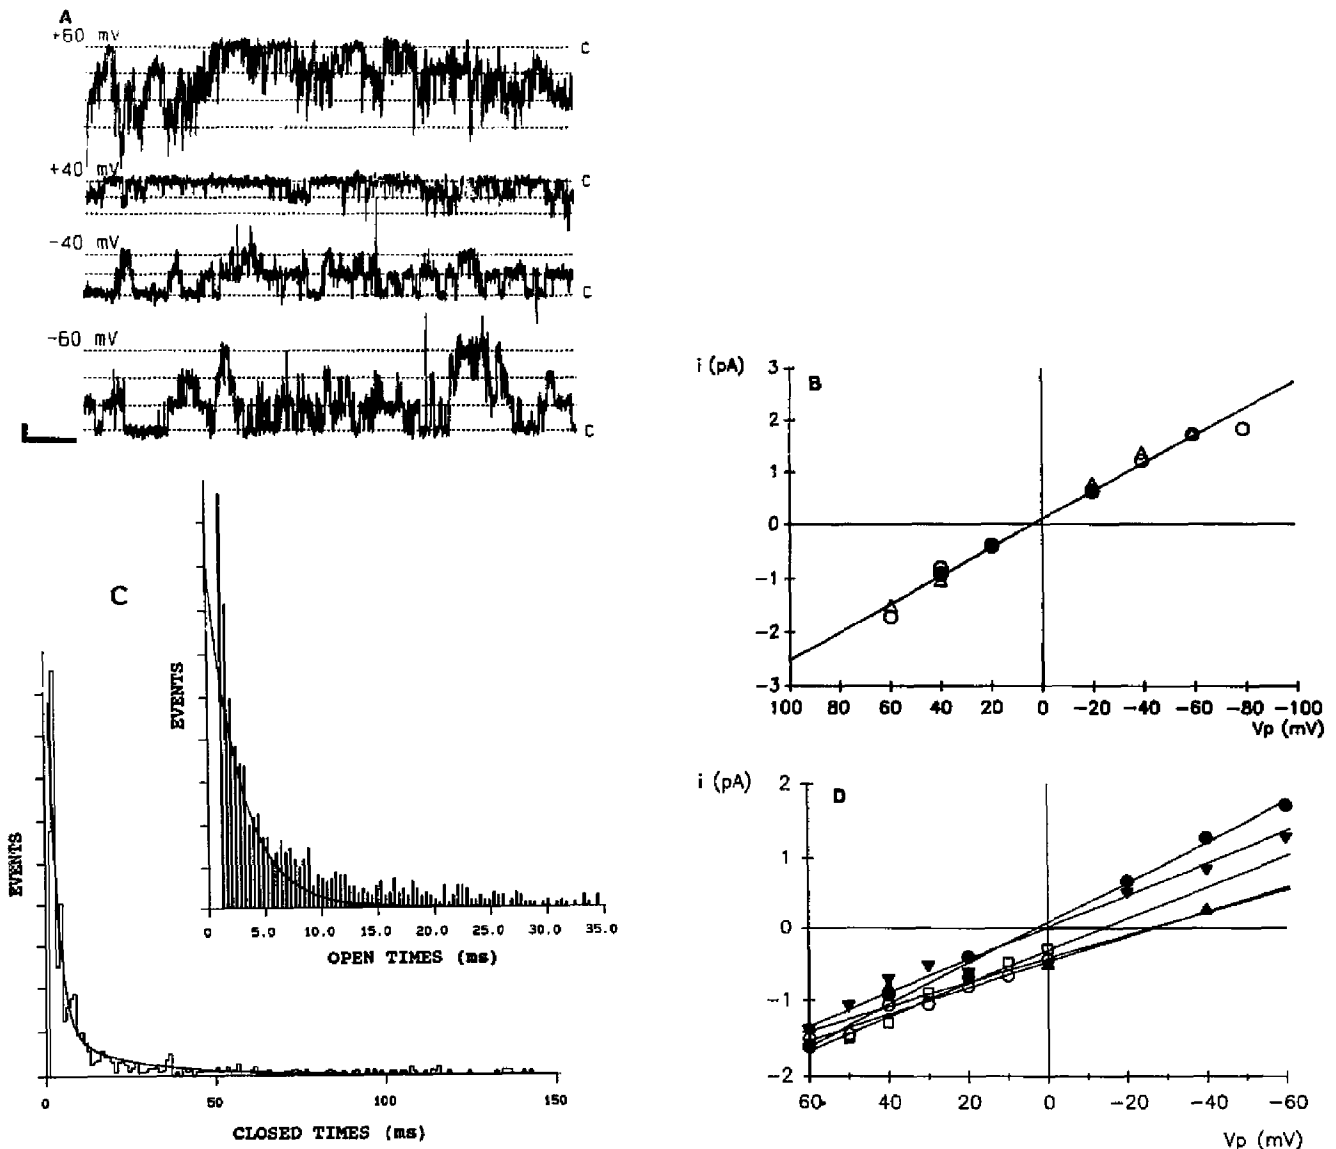 A
+60 mV
C
+40 mV
C
-40 mV
C
-60 mV
C
i (pA)
B
3
2
1
0
-1
-2
-3
100 80 60 40 20 0 -20 -40 -60 -80 -100
Vp (mV)
C
EVENTS
0 5.0 10.0 15.0 20.0 25.0 30.0 35.0
OPEN TIMES (ms)
EVENTS
0 50 100 150
CLOSED TIMES (ms)
i (pA)
D
2
1
0
-1
-2
60 40 20 0 -20 -40 -60
Vp (mV)